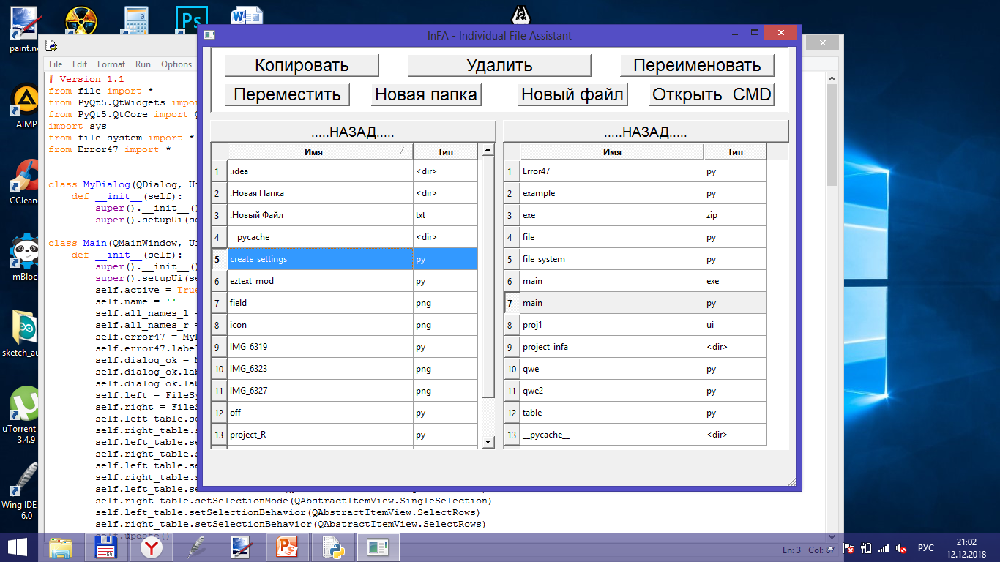 paint.ne
AIMP
CClean
mBloc
sketch_au
uTorrent
3.4.9
Wing IDE
6.0
Ps
File Edit Format Run Options
# Version 1.1
from file import *
from PyQt5.QtWidgets impor
from PyQt5.QtCore import Q
import sys
from file_system import *
from Error47 import *
class MyDialog(QDialog, Ui
def __init__(self):
super().__init__()
super().setupUi(se
class Main(QMainWindow, Ui
def __init__(self):
super().__init__()
super().setupUi(se
self.active = True
self.name = ''
self.all_names_l =
self.all_names_r =
self.error47 = MyD
self.error47.label
self.dialog_ok = M
self.dialog_ok.lab
self.dialog_ok.lab
self.left = FileSy
self.right = FileS
self.left_table.se
self.right_table.s
self.left_table.se
self.right_table.s
self.left_table.se
self.right_table.s
self.right_table.setSelectionMode(QAbstractItemView.SingleSelection)
self.left_table.setSelectionBehavior(QAbstractItemView.SelectRows)
self.right_table.setSelectionBehavior(QAbstractItemView.SelectRows)
self.update()
InFA - Individual File Assistant
Копировать Удалить Переименовать
Переместить Новая папка Новый файл Открыть CMD
.....НАЗАД.....
Имя Тип
1 .idea <dir>
2 .Новая Папка <dir>
3 .Новый Файл txt
4 __pycache__ <dir>
5 create_settings py
6 eztext_mod py
7 field png
8 icon png
9 IMG_6319 py
10 IMG_6323 png
11 IMG_6327 png
12 off py
13 project_R py
.....НАЗАД.....
Имя Тип
1 Error47 py
2 example py
3 exe zip
4 file py
5 file_system py
6 main exe
7 main py
8 proj1 ui
9 project_infa <dir>
10 qwe py
11 qwe2 py
12 table py
13 __pycache__ <dir>
Ln: 3 Col:
64
РУС
21:02
12.12.2018